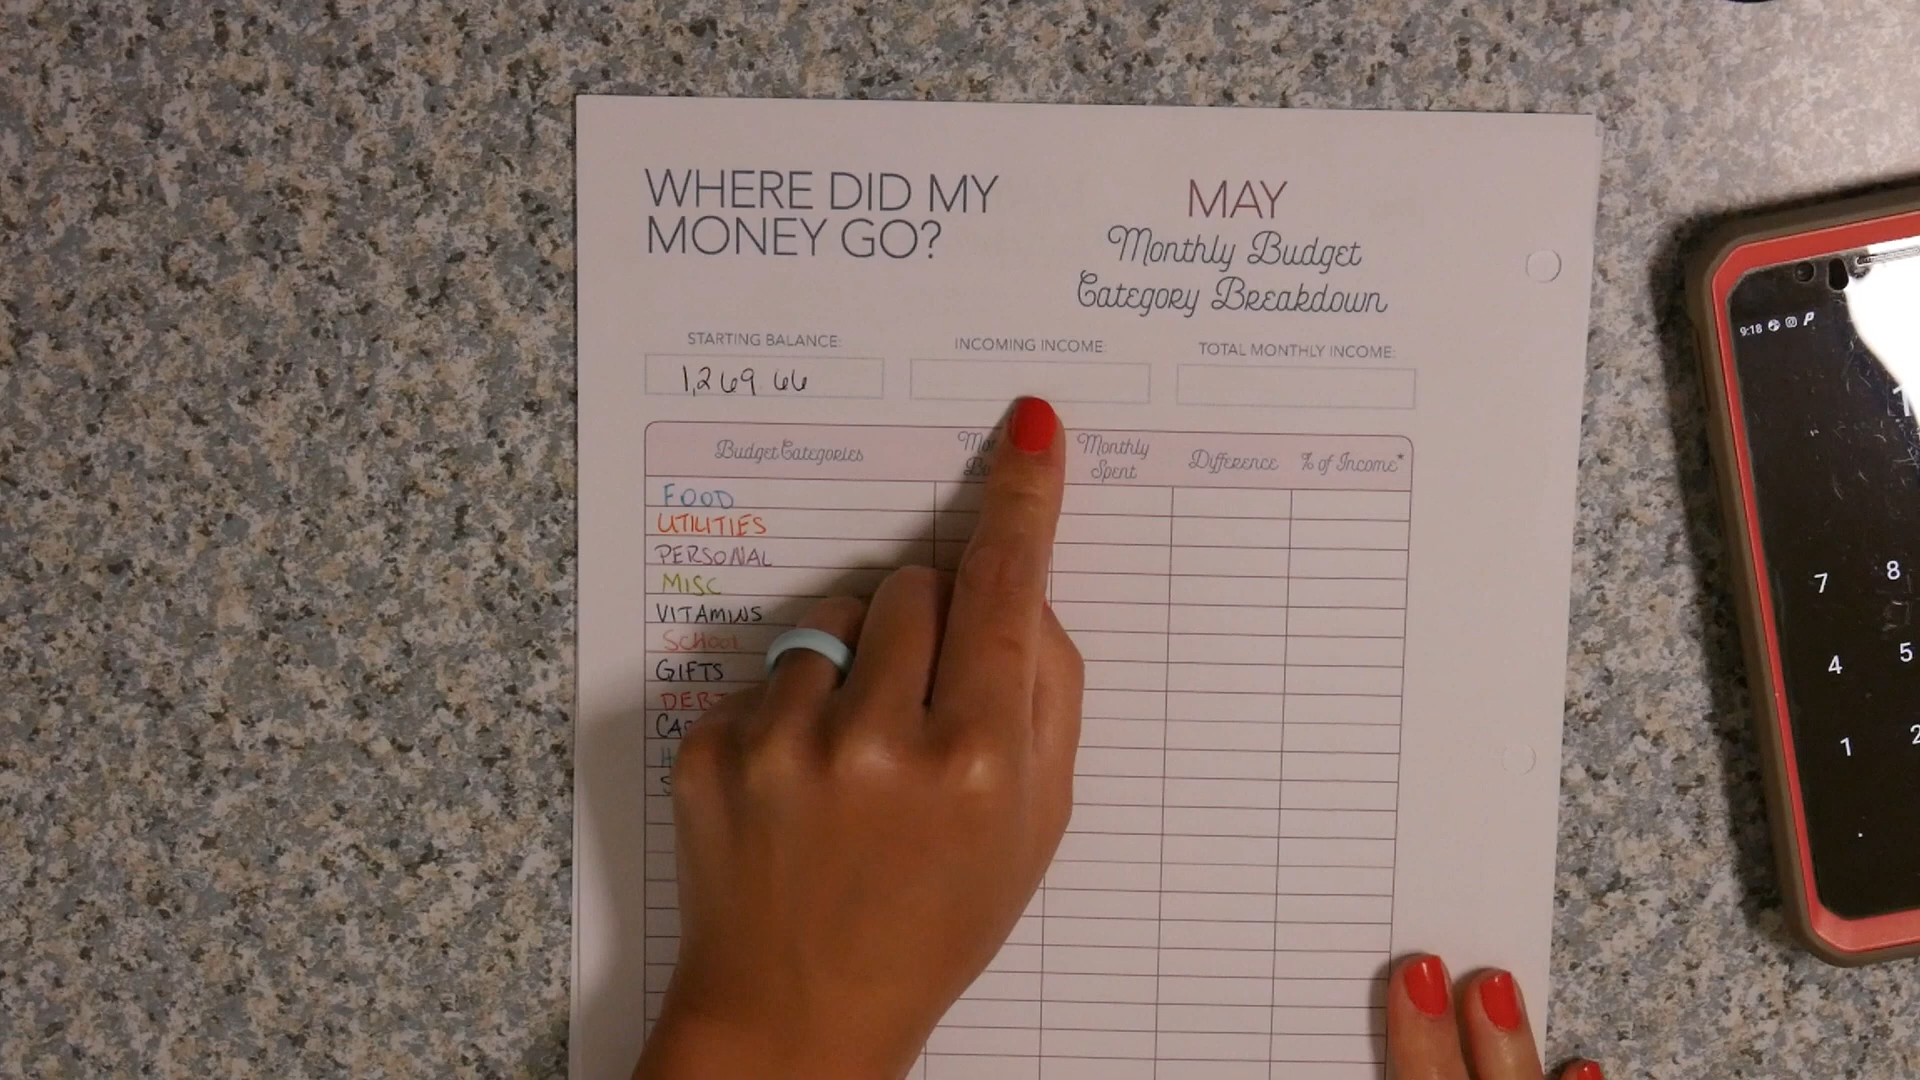 WHERE DID MY
MONEY GO?
MAY
Monthly Budget
Category Breakdown
STARTING BALANCE:
INCOMING INCOME:
TOTAL MONTHLY INCOME:
1,269.66
Budget Categories
Monthly
Spent
Difference
% of Income*
FOOD
UTILITIES
PERSONAL
MISC
VITAMINS
SCHOOL
GIFTS
DEBT
9:18
7 8
4 5
1 2
.